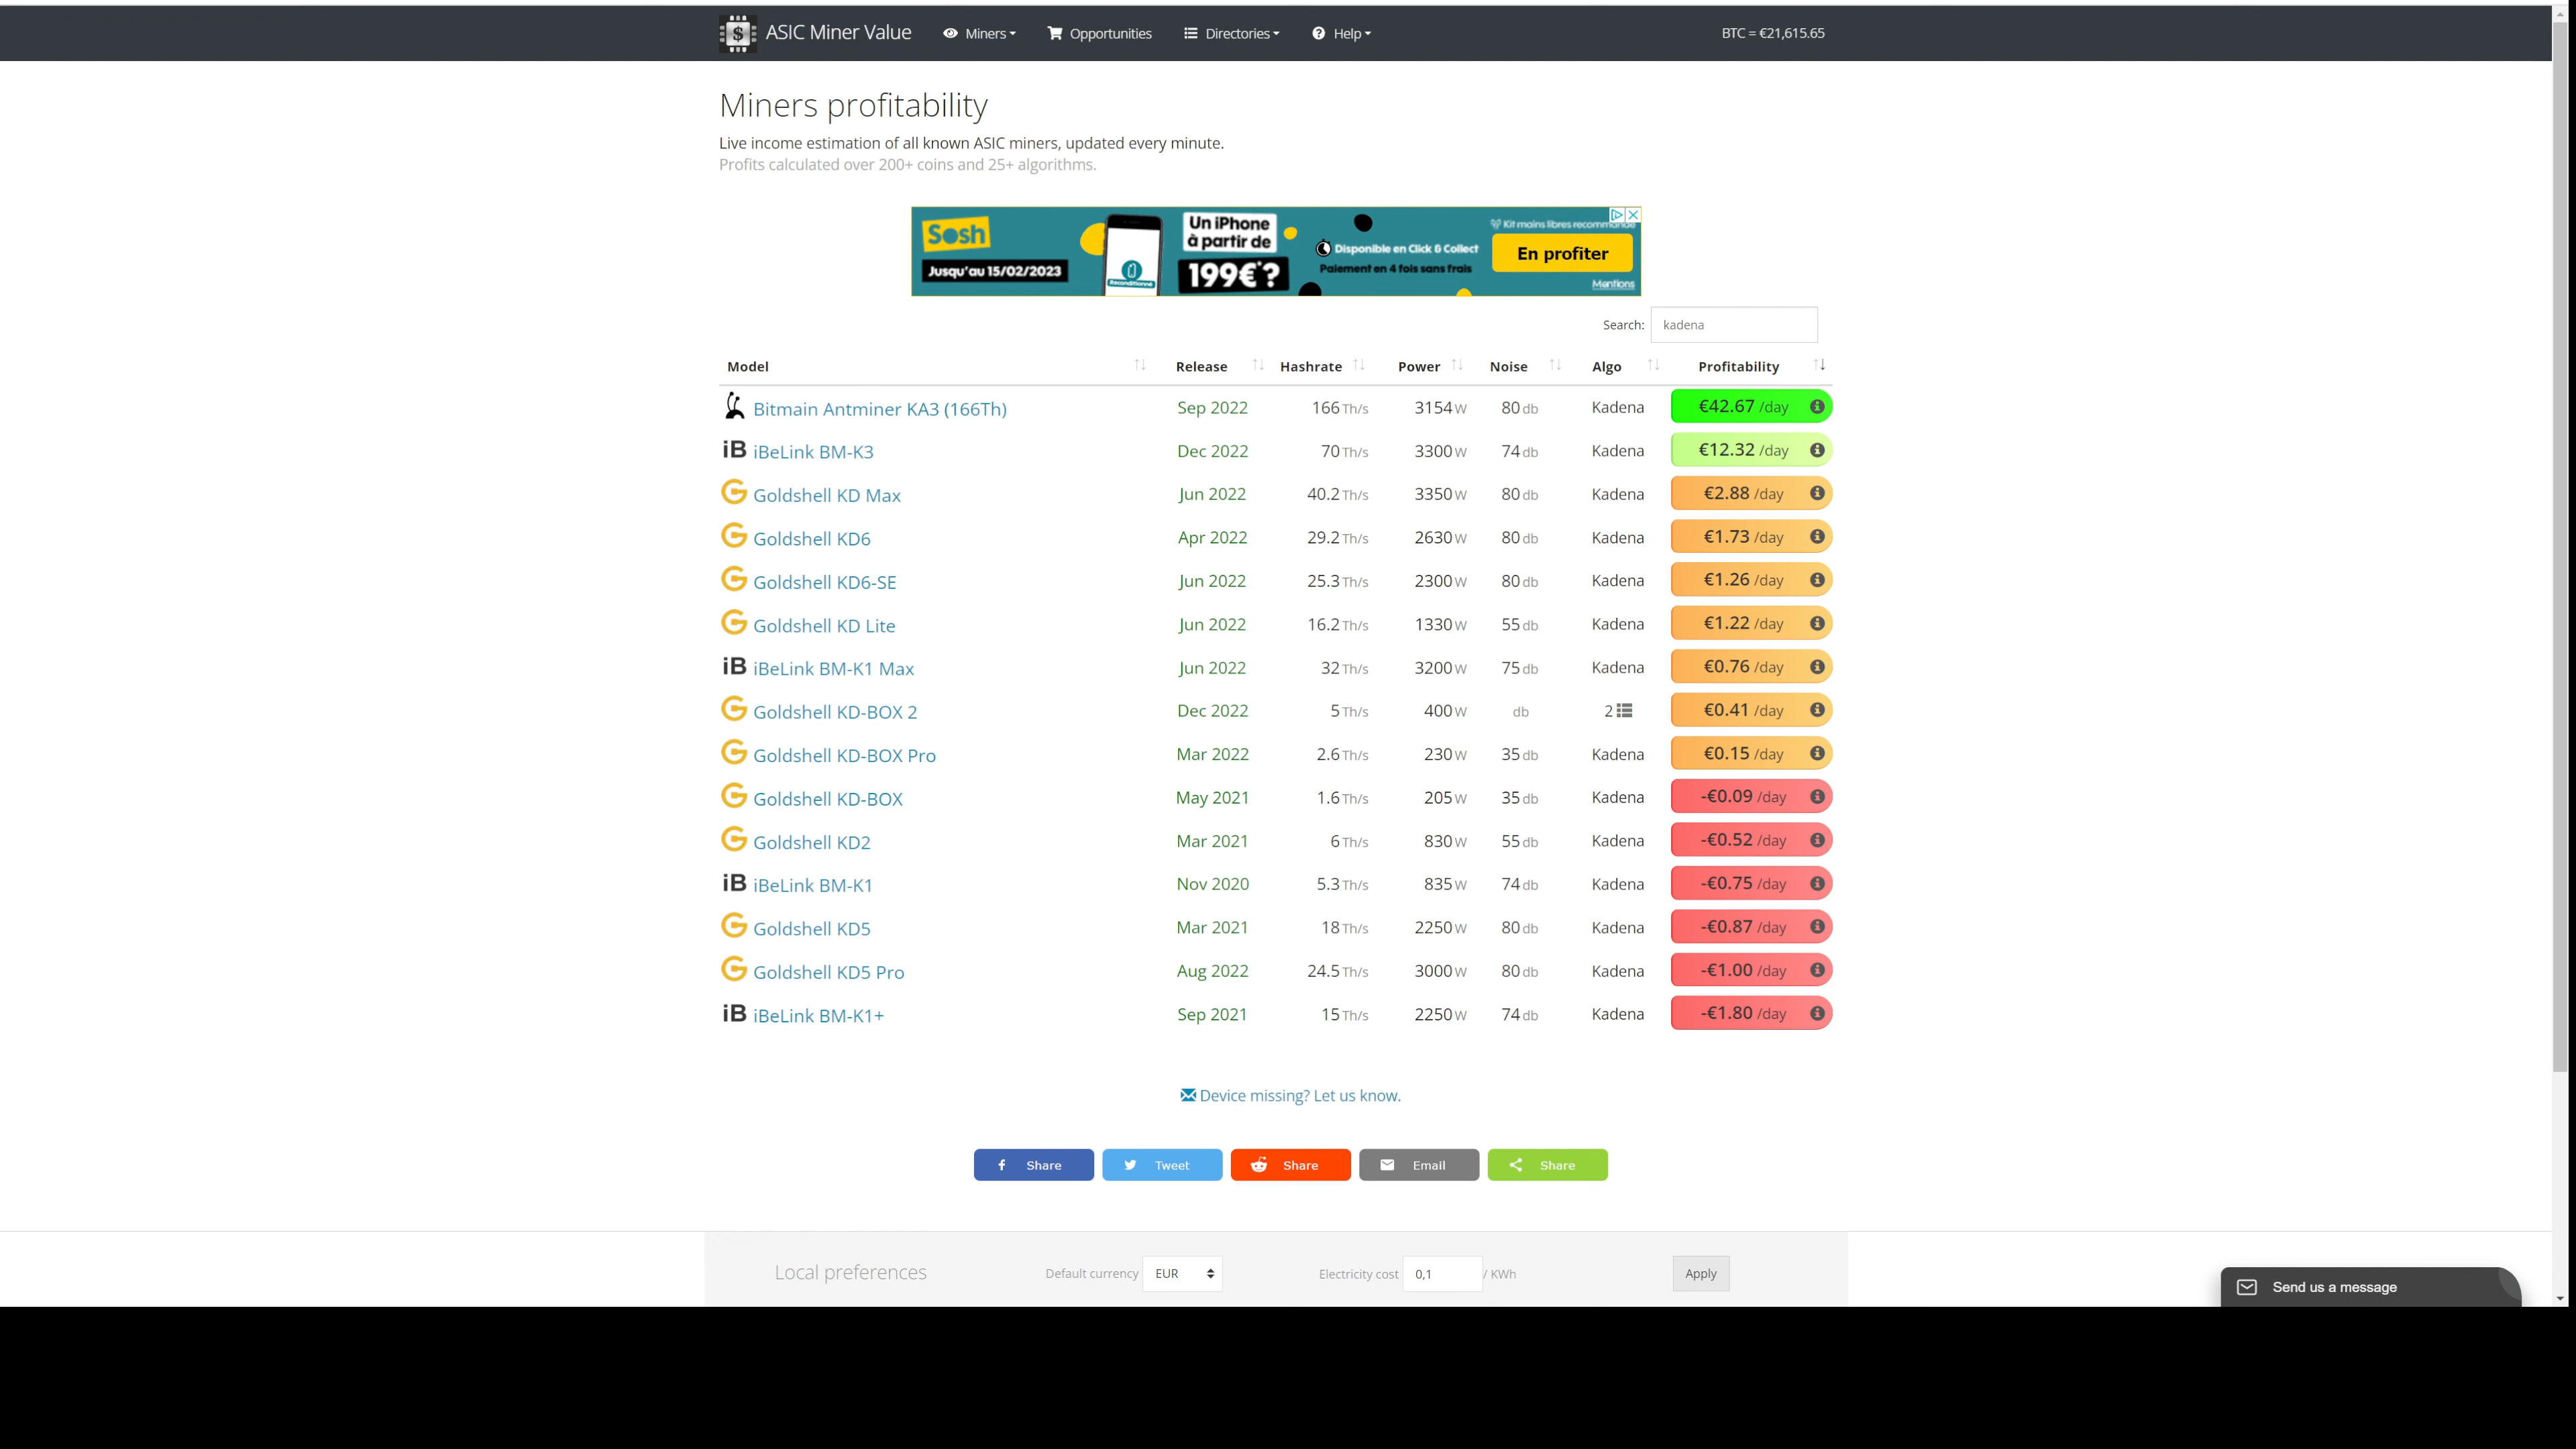 ASIC Miner Value Miners Opportunities Directories Help BTC = €21,615.65
Miners profitability
Live income estimation of all known ASIC miners, updated every minute.
Profits calculated over 200+ coins and 25+ algorithms.
Sosh
Jusqu'au 15/02/2023
Reconditionné
Un iPhone
à partir de
199€*?
Disponible en Click & Collect
Paiement en 4 fois sans frais
Kit mains libres recommandé
En profiter
Mentions
Search: kadena
Model Release Hashrate Power Noise Algo Profitability
Bitmain Antminer KA3 (166Th) Sep 2022 166 Th/s 3154 W 80 db Kadena €42.67 /day
iB iBeLink BM-K3 Dec 2022 70 Th/s 3300 W 74 db Kadena €12.32 /day
Goldshell KD Max Jun 2022 40.2 Th/s 3350 W 80 db Kadena €2.88 /day
Goldshell KD6 Apr 2022 29.2 Th/s 2630 W 80 db Kadena €1.73 /day
Goldshell KD6-SE Jun 2022 25.3 Th/s 2300 W 80 db Kadena €1.26 /day
Goldshell KD Lite Jun 2022 16.2 Th/s 1330 W 55 db Kadena €1.22 /day
iB iBeLink BM-K1 Max Jun 2022 32 Th/s 3200 W 75 db Kadena €0.76 /day
Goldshell KD-BOX 2 Dec 2022 5 Th/s 400 W db 2 €0.41 /day
Goldshell KD-BOX Pro Mar 2022 2.6 Th/s 230 W 35 db Kadena €0.15 /day
Goldshell KD-BOX May 2021 1.6 Th/s 205 W 35 db Kadena -€0.09 /day
Goldshell KD2 Mar 2021 6 Th/s 830 W 55 db Kadena -€0.52 /day
iB iBeLink BM-K1 Nov 2020 5.3 Th/s 835 W 74 db Kadena -€0.75 /day
Goldshell KD5 Mar 2021 18 Th/s 2250 W 80 db Kadena -€0.87 /day
Goldshell KD5 Pro Aug 2022 24.5 Th/s 3000 W 80 db Kadena -€1.00 /day
iB iBeLink BM-K1+ Sep 2021 15 Th/s 2250 W 74 db Kadena -€1.80 /day
Device missing? Let us know.
Share Tweet Share Email Share
Local preferences Default currency EUR Electricity cost 0,1 / KWh Apply
Send us a message